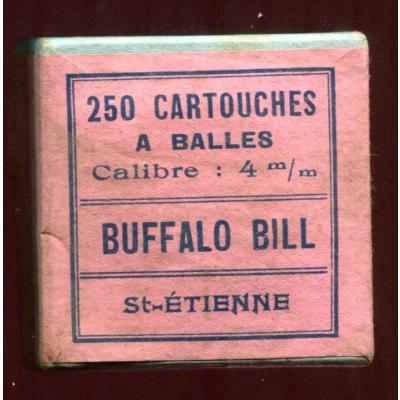 250 CARTOUCHES
A BALLES
Calibre : 4 m/m
BUFFALO BILL
St-ÉTIENNE